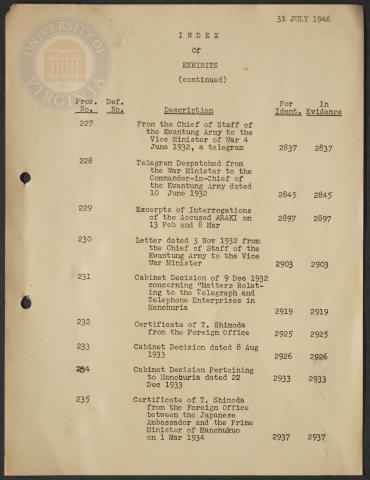 31 JULY 1946
I N D E X
Of
EXHIBITS
(continued)
Pros. Def. For In
No. No. Description Ident. Evidence
227 From the Chief of Staff of
the Kwantung Army to the
Vice Minister of War 4
June 1932, a telegram 2837 2837
228 Telegram Despatched from
the War Minister to the
Commander-in-Chief of
the Kwantung Army dated
10 June 1932 2845 2845
229 Excerpts of Interrogations
of the Accused ARAKI on
13 Feb and 8 Mar 2897 2897
230 Letter dated 3 Nov 1932 from
the Chief of Staff of the
Kwantung Army to the Vice
War Minister 2903 2903
231 Cabinet Decision of 9 Dec 1932
concerning "Matters Relat-
ing to the Telegraph and
Telephone Enterprises in
Manchuria 2919 2919
232 Certificate of T. Shimoda
from the Foreign Office 2925 2925
233 Cabinet Decision dated 8 Aug
1933 2926 2926
234 Cabinet Decision Pertaining
to Manchuria dated 22 2933 2933
Dec 1933
235 Certificate of T. Shimoda
from the Foreign Office
between the Japanese
Ambassador and the Prime
Minister of Manchukuo
on 1 Mar 1934 2937 2937
UNIVERSITY OF VIRGINIA